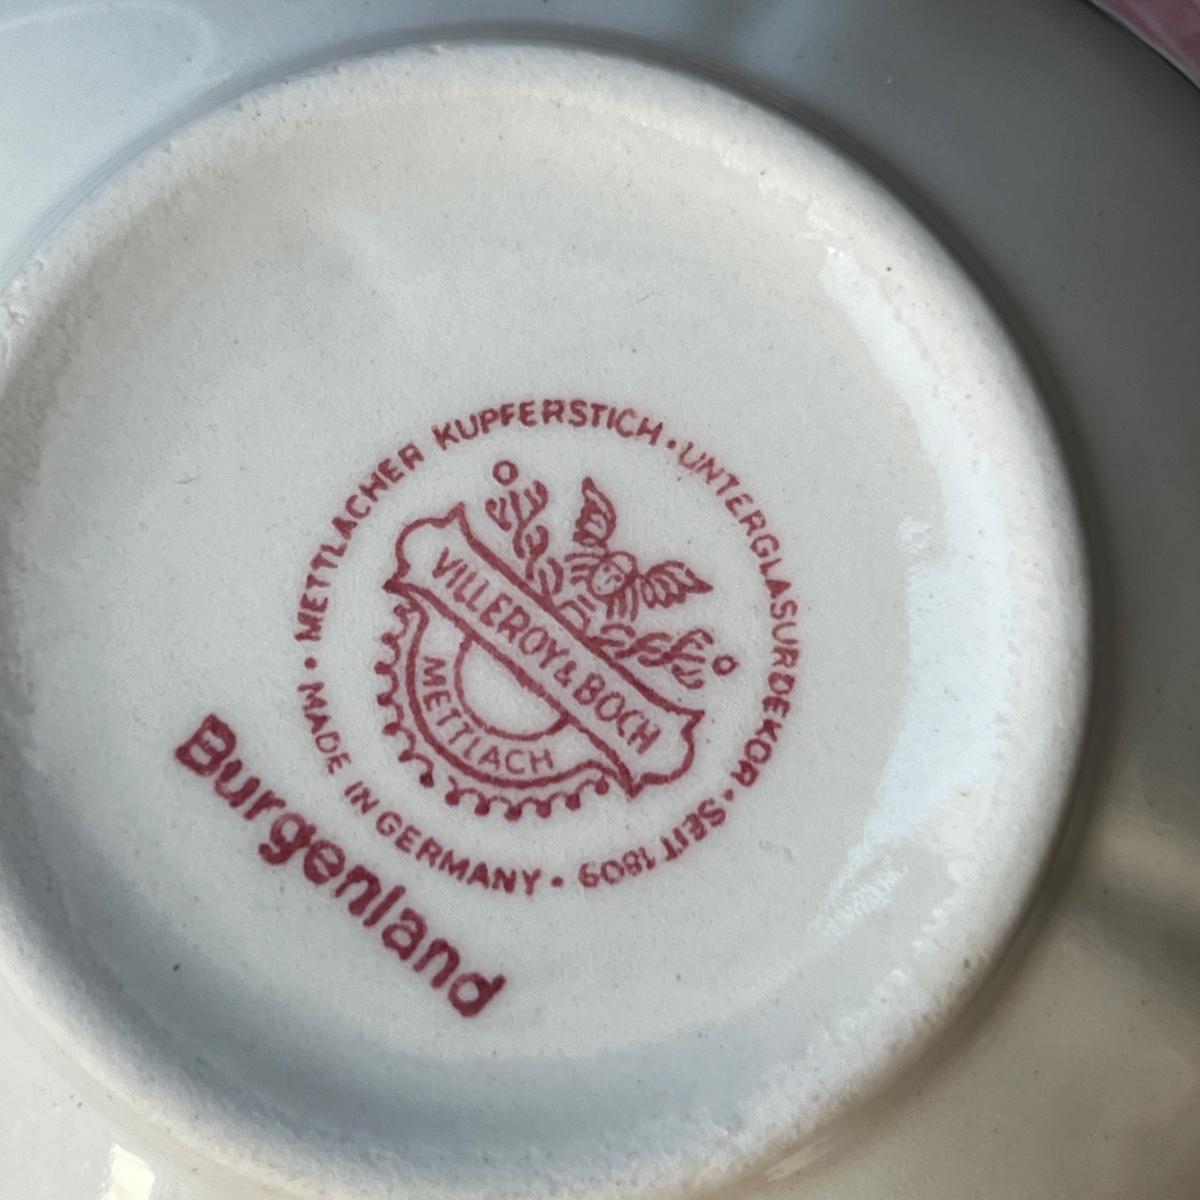 • METTLACHER KUPFERSTICH • UNTERGLASURDEKOR • SEIT 1809 • MADE IN GERMANY
VILLEROY & BOCH
METTLACH
Burgenland